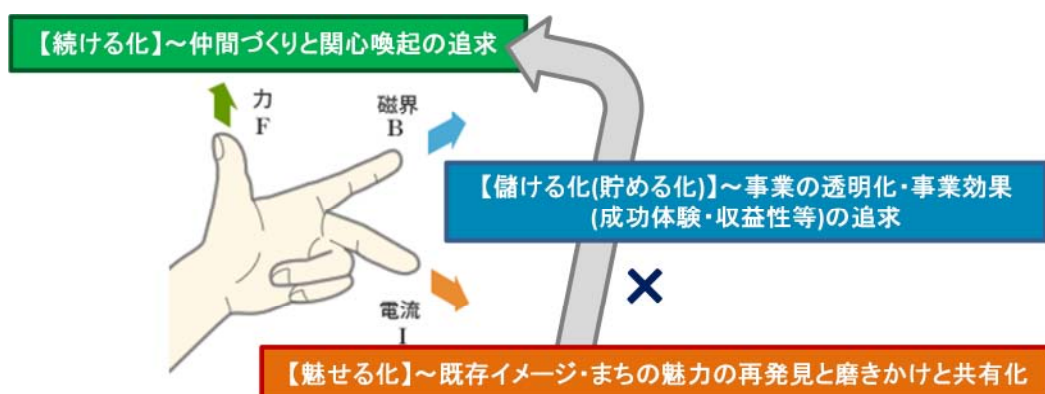 【続ける化】~仲間づくりと関心喚起の追求
力
F
磁界
B
【儲ける化(貯める化)】~事業の透明化・事業効果
(成功体験・収益性等)の追求
×
電流
I
【魅せる化】~既存イメージ・まちの魅力の再発見と磨きかけと共有化